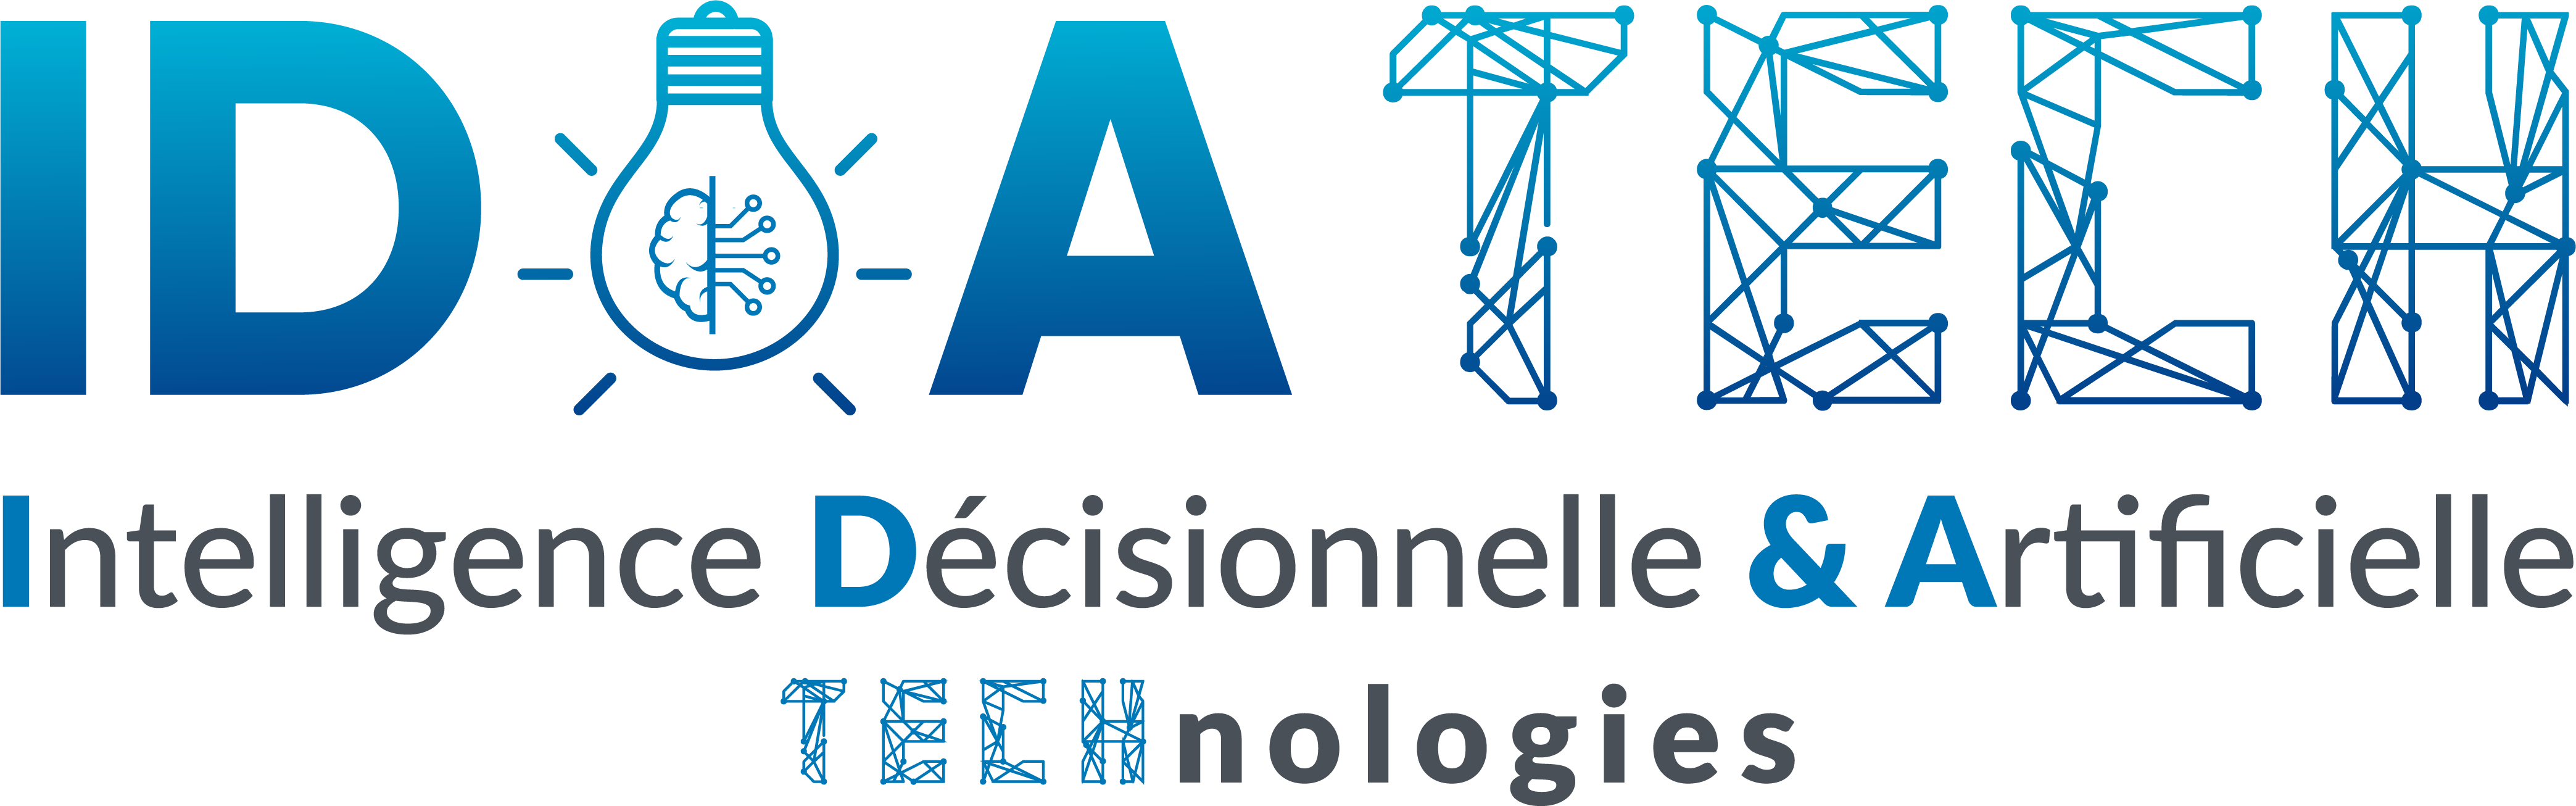 ID&A TECH
Intelligence Décisionnelle & Artificielle
TECHnologies